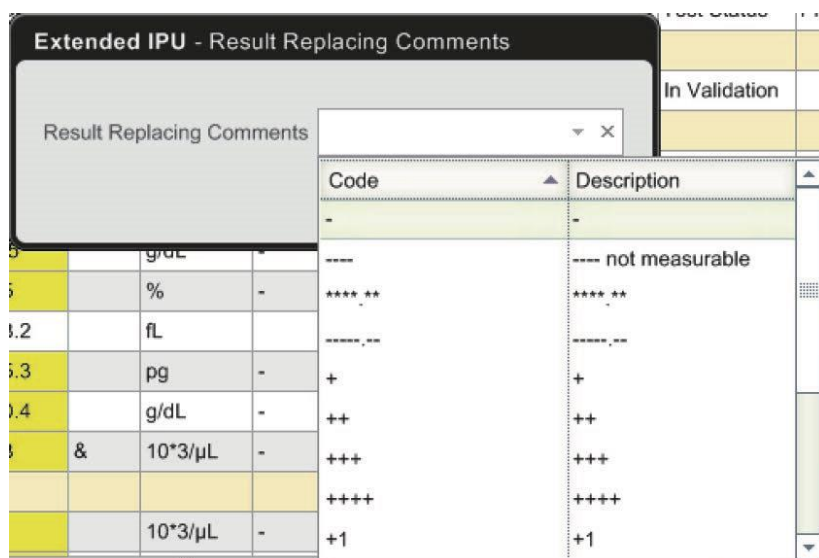 Extended IPU - Result Replacing Comments
In Validation
Result Replacing Comments
Code Description
- -
---- ---- not measurable
****.** ****.**
-----.-- -----.--
+ +
++ ++
+++ +++
++++ ++++
+1 +1
g/dL -
% -
.2 fL
.3 pg -
.4 g/dL -
& 10*3/µL -
10*3/µL -